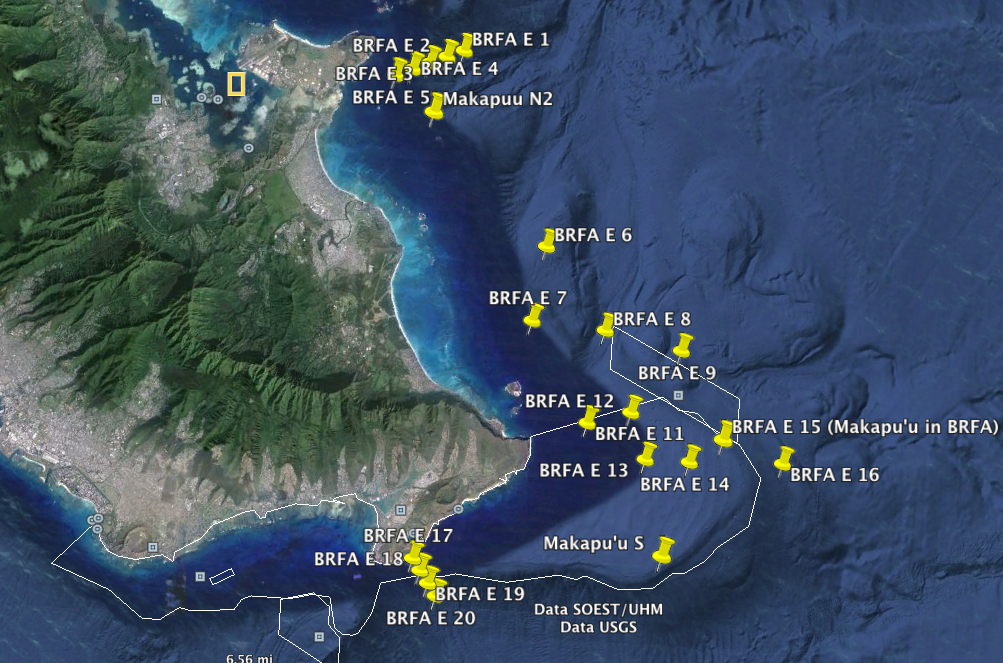 BRFA E 1
BRFA E 2
BRFA E 4
BRFA E 3
BRFA E 5
Makapuu N2
BRFA E 6
BRFA E 7
BRFA E 8
BRFA E 9
BRFA E 12
BRFA E 15 (Makapu'u in BRFA)
BRFA E 11
BRFA E 13
BRFA E 16
BRFA E 14
BRFA E 17
Makapu'u S
BRFA E 18
BRFA E 19
Data SOEST/UHM
BRFA E 20
Data USGS
6.56 mi